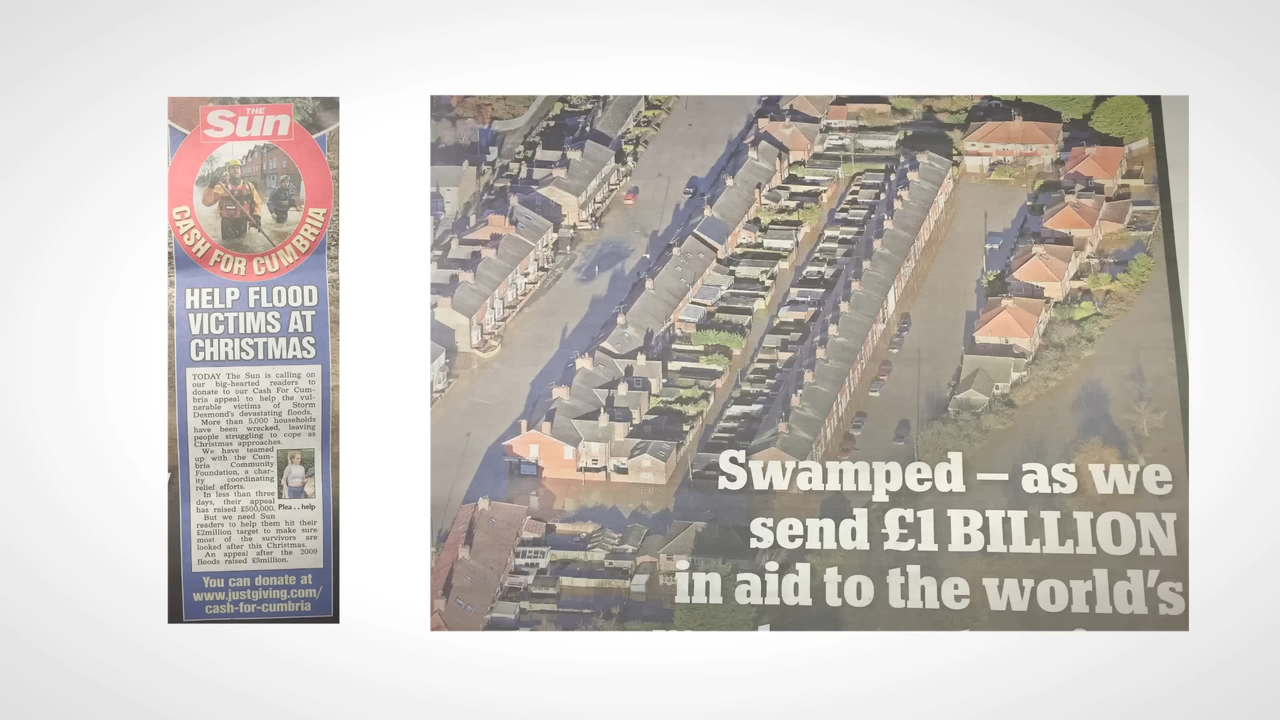 THE
Sun
CASH FOR CUMBRIA
HELP FLOOD
VICTIMS AT
CHRISTMAS
TODAY The Sun is calling on
our big-hearted readers to
donate to our Cash For Cum-
bria appeal to help the vul-
nerable victims of Storm
Desmond's devastating floods.
More than 5,000 households
have been wrecked, leaving
people struggling to cope as
Christmas approaches.
We have teamed
up with the Cum-
bria Community
Foundation, a char-
ity coordinating
relief efforts.
In less than three
days, their appeal
has raised £500,000.
Plea . . help
But we need Sun
readers to help them hit their
£2million target to make sure
most of the survivors are
looked after this Christmas.
An appeal after the 2009
floods raised £3million.
You can donate at
www.justgiving.com/
cash-for-cumbria
Swamped – as we
send £1 BILLION
in aid to the world's